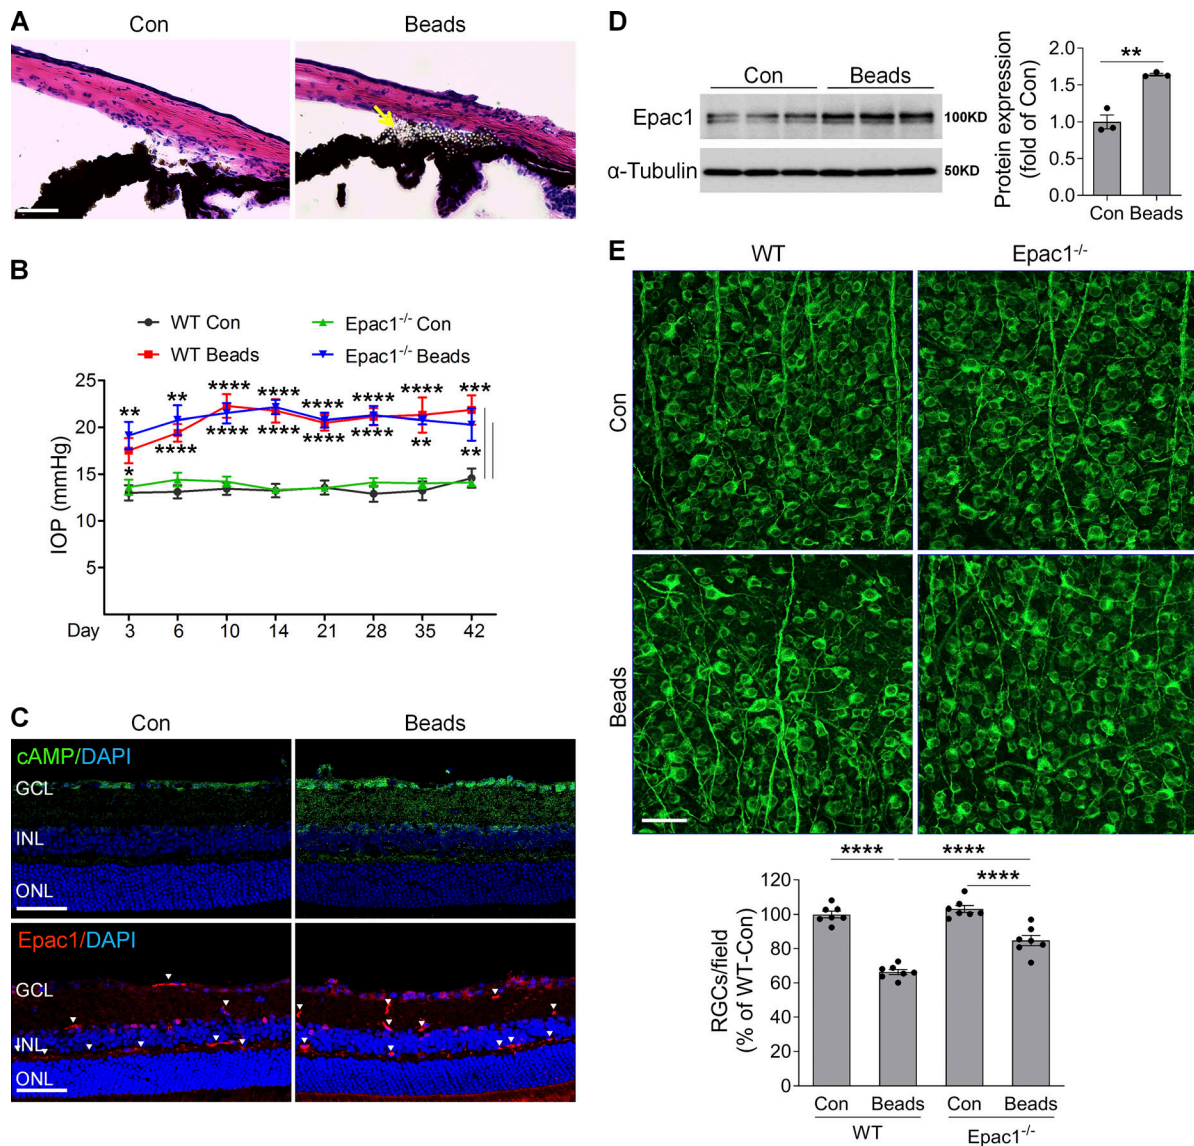 A
Con
Beads
B
WT Con
Epac1-/- Con
WT Beads
Epac1-/- Beads
IOP (mmHg)
25
20
15
10
5
** ** **** **** **** **** **** ***
* **** **** **** **** **** ** **
Day 3 6 10 14 21 28 35 42
C
Con
Beads
cAMP/DAPI
GCL
INL
ONL
Epac1/DAPI
GCL
INL
ONL
D
Con
Beads
Epac1
100KD
α-Tubulin
50KD
Protein expression
(fold of Con)
2.0
1.5
1.0
0.5
0.0
**
Con Beads
E
WT
Epac1-/-
Con
Beads
RGCs/field
(% of WT-Con)
120
100
80
60
40
20
0
**** ****
****
Con Beads Con Beads
WT Epac1-/-